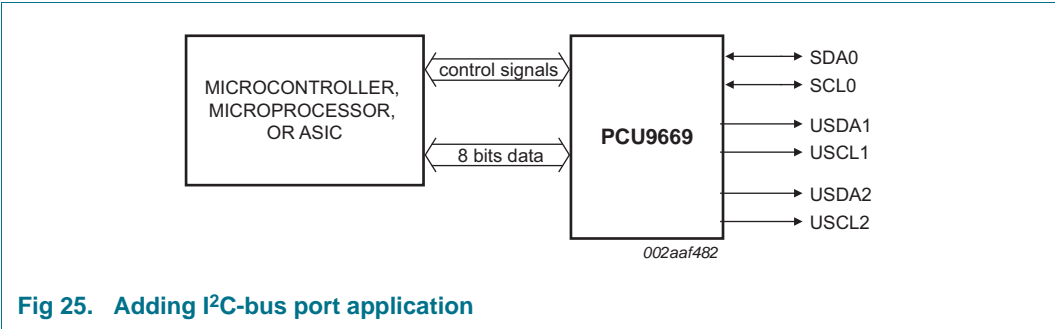 MICROCONTROLLER,
MICROPROCESSOR,
OR ASIC
control signals
8 bits data
PCU9669
SDA0
SCL0
USDA1
USCL1
USDA2
USCL2
002aaf482
Fig 25. Adding I²C-bus port application